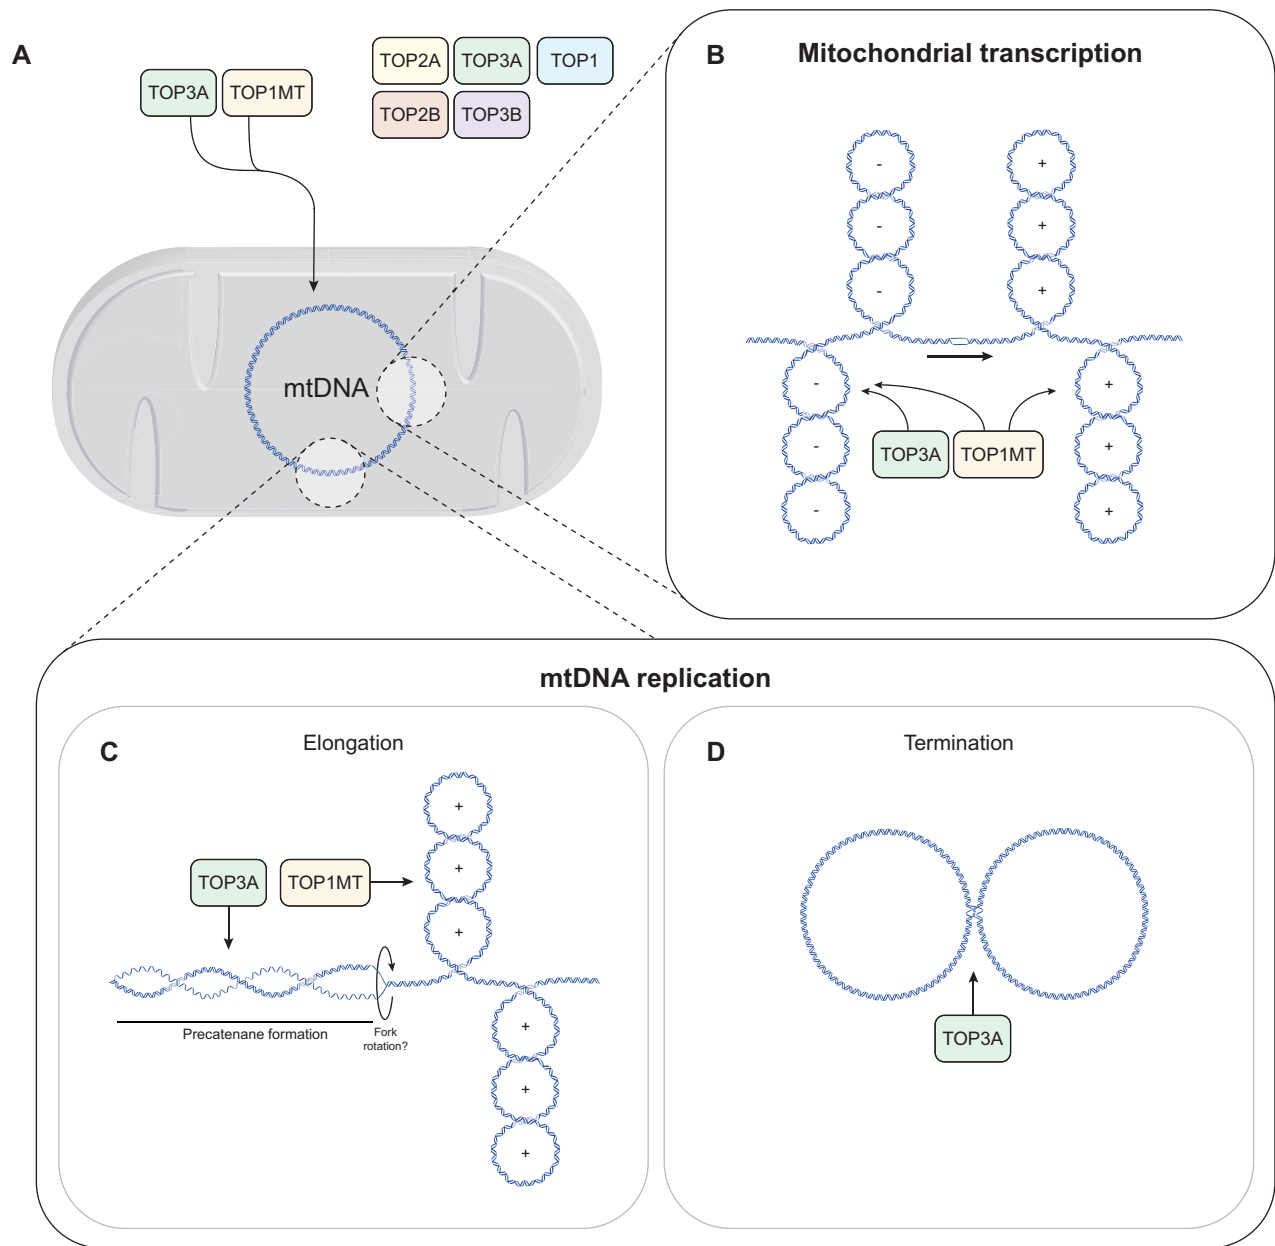 A
TOP3A TOP1MT
TOP2A TOP3A TOP1
TOP2B TOP3B
mtDNA
B
Mitochondrial transcription
- +
- +
- +
- +
- +
- +
TOP3A TOP1MT
mtDNA replication
C
Elongation
+
+
+
TOP3A TOP1MT
Precatenane formation
Fork
rotation?
+
+
+
D
Termination
TOP3A